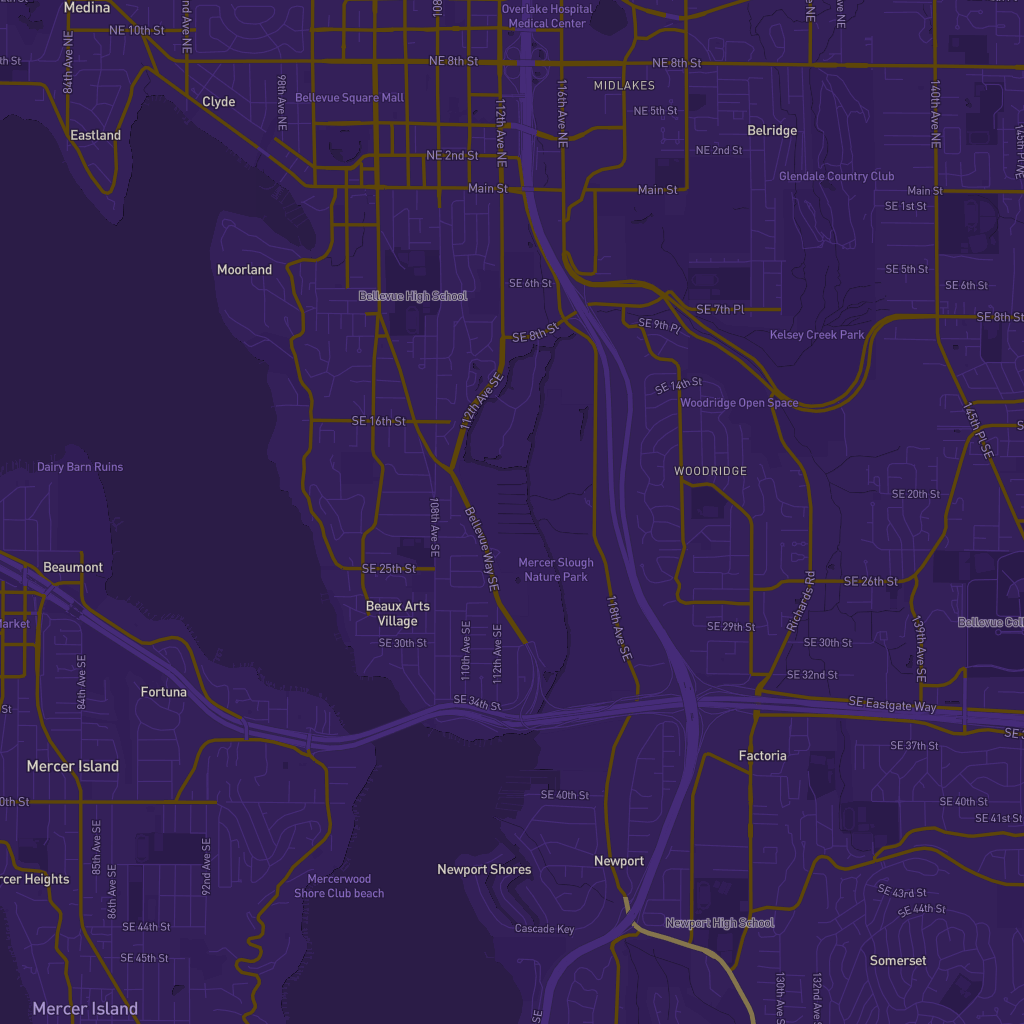 Medina
Overlake Hospital
Medical Center
NE 10th St
108
84th Ave NE
NE 8th St
NE 8th St
98th Ave NE
Clyde
Bellevue Square Mall
116th Ave NE
112th Ave NE
MIDLAKES
140th Ave NE
NE 5th St
Eastland
Belridge
NE 2nd St
NE 2nd St
Glendale Country Club
Main St
Main St
Main St
SE 1st St
Moorland
SE 5th St
SE 6th St
SE 6th St
Bellevue High School
SE 7th Pl
SE 8th St
SE 8th St
SE 9th Pl
Kelsey Creek Park
SE 14th St
112th Ave SE
Woodridge Open Space
SE 16th St
145th Pl SE
Dairy Barn Ruins
WOODRIDGE
SE 20th St
108th Ave SE
Bellevue Way SE
Mercer Slough
Nature Park
Beaumont
SE 25th St
SE 26th St
Beaux Arts
Village
118th Ave SE
Richards Rd
Market
SE 29th St
139th Ave SE
Bellevue Coll
SE 30th St
SE 30th St
110th Ave SE
112th Ave SE
SE 32nd St
84th Ave SE
Fortuna
SE 34th St
SE Eastgate Way
SE 37th St
Factoria
Mercer Island
SE 40th St
SE 40th St
0th St
SE 41st St
85th Ave SE
92nd Ave SE
Newport
Newport Shores
Mercerwood
Shore Club beach
rcer Heights
86th Ave SE
SE 43rd St
SE 44th St
Newport High School
SE 44th St
Cascade Key
SE 45th St
Somerset
Mercer Island
130th Ave S
132nd Ave S
SE